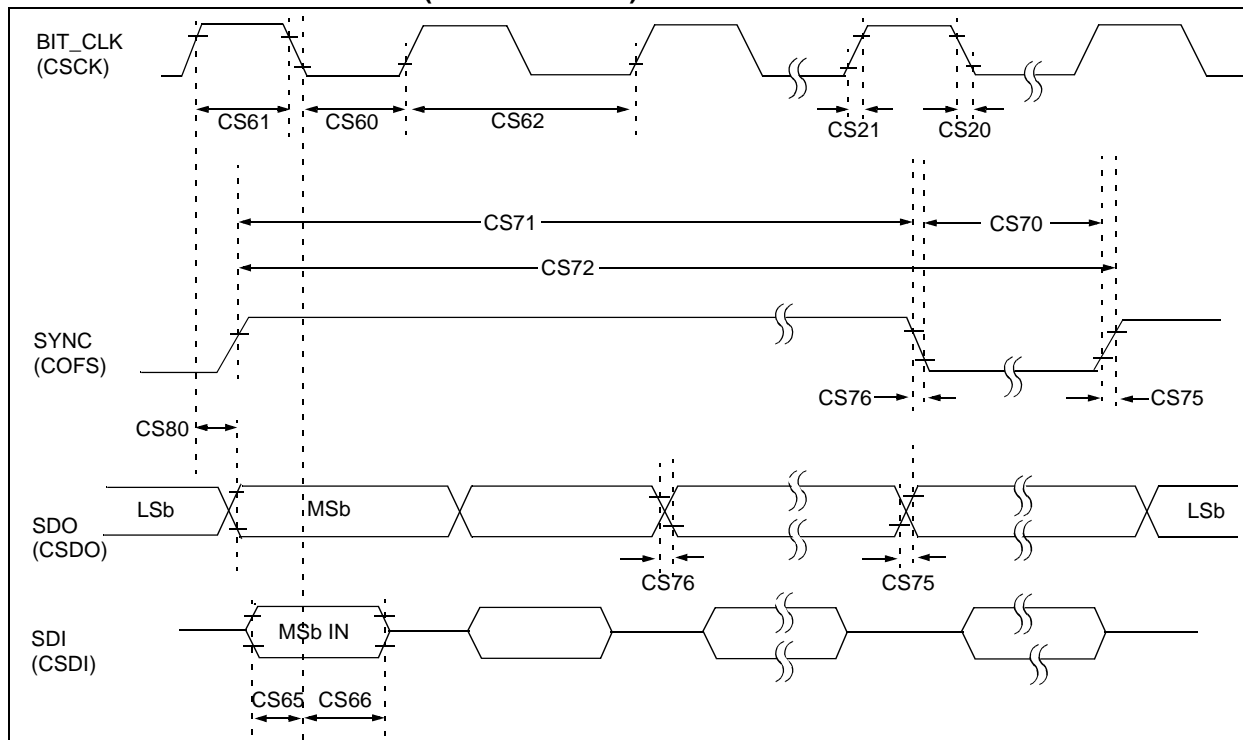 BIT_CLK
(CSCK)
CS61
CS60
CS62
CS21
CS20
CS71
CS70
CS72
SYNC
(COFS)
CS76
CS75
CS80
LSb
MSb
LSb
SDO
(CSDO)
CS76
CS75
MSb IN
SDI
(CSDI)
CS65
CS66